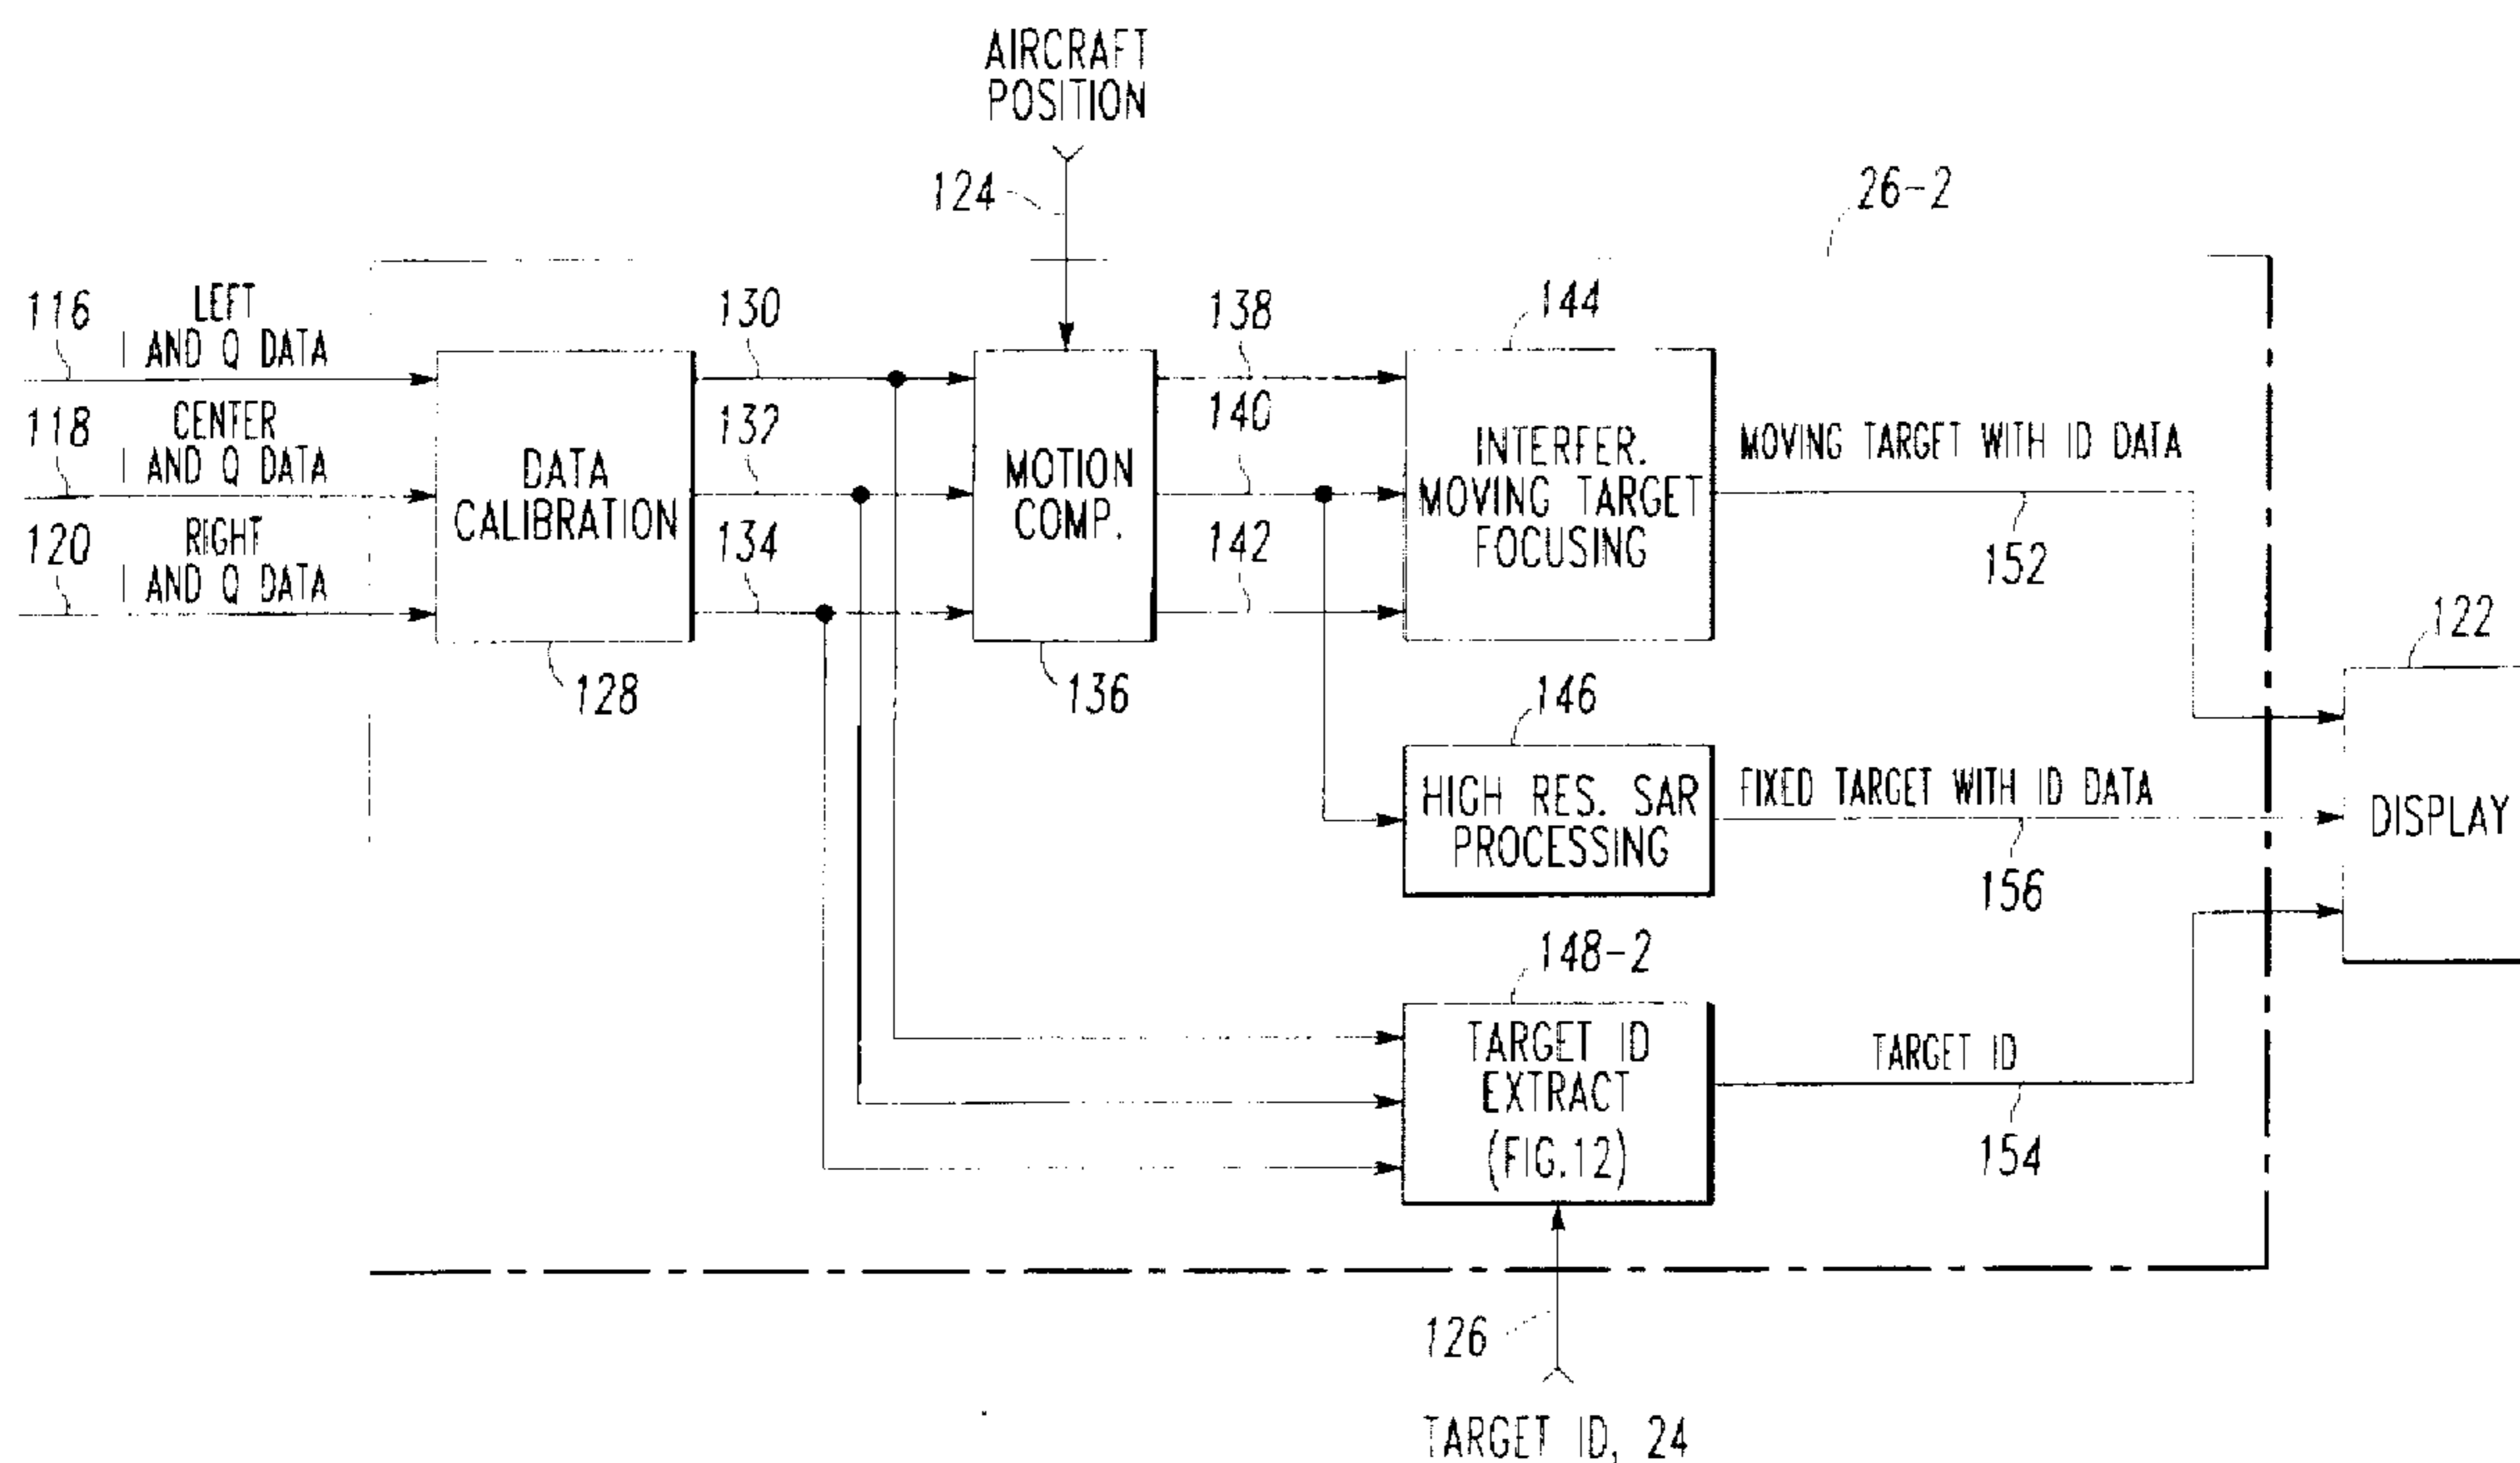 AIRCRAFT
POSITION
124
26-2
116
LEFT
I AND Q DATA
130
138
144
118
CENTER
I AND Q DATA
132
140
DATA
CALIBRATION
MOTION
COMP.
INTERFER.
MOVING TARGET
FOCUSING
MOVING TARGET WITH ID DATA
120
RIGHT
I AND Q DATA
134
142
152
122
128
136
146
HIGH RES. SAR
PROCESSING
FIXED TARGET WITH ID DATA
DISPLAY
156
148-2
TARGET ID
EXTRACT
(FIG.12)
TARGET ID
154
126
TARGET ID, 24